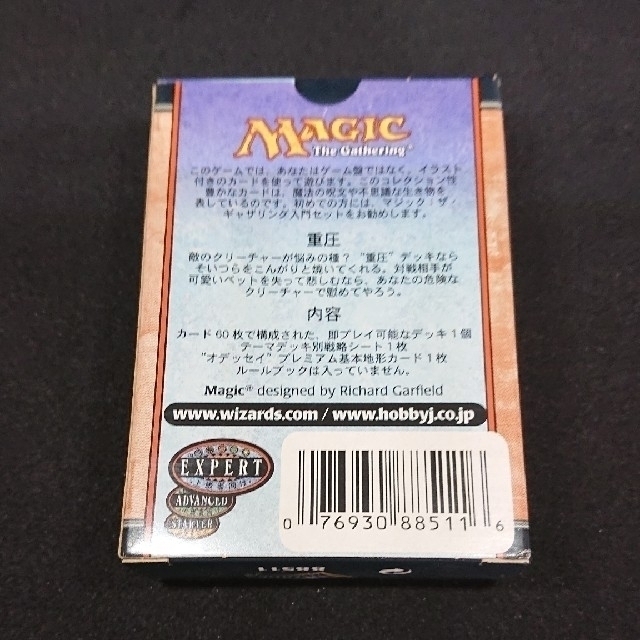 MAGIC
The Gathering®
このゲームでは、あなたはゲーム盤ではなく、イラスト
付きのカードを使って遊びます。このコレクション性
豊かなカードは、魔法の呪文や不思議な生き物を
表しているのです。初めての方には、マジック:ザ・
ギャザリング入門セットをお勧めします。
重圧
敵のクリーチャーが悩みの種? “重圧”デッキなら
そいつらをこんがりと焼いてくれる。対戦相手が
可愛いペットを失って悲しむなら、あなたの危険な
クリーチャーで慰めてやろう。
内容
カード60枚で構成された、即プレイ可能なデッキ1個
テーマデッキ別戦略シート1枚
“オデッセイ”プレミアム基本地形カード1枚
ルールブックは入っていません。
Magic® designed by Richard Garfield
www.wizards.com / www.hobbyj.co.jp
EXPERT
上級者向け
ADVANCED
STARTER
0 76930 88511 6
88511